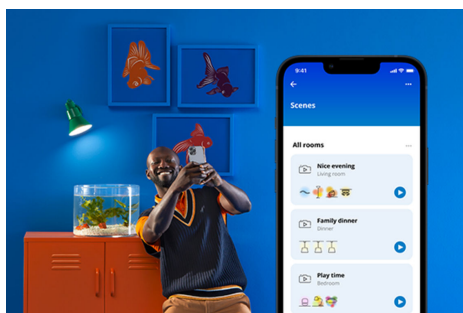 9:41
Scenes
All rooms
Nice evening
Living room
Family dinner
Dinner
Play time
Bedroom